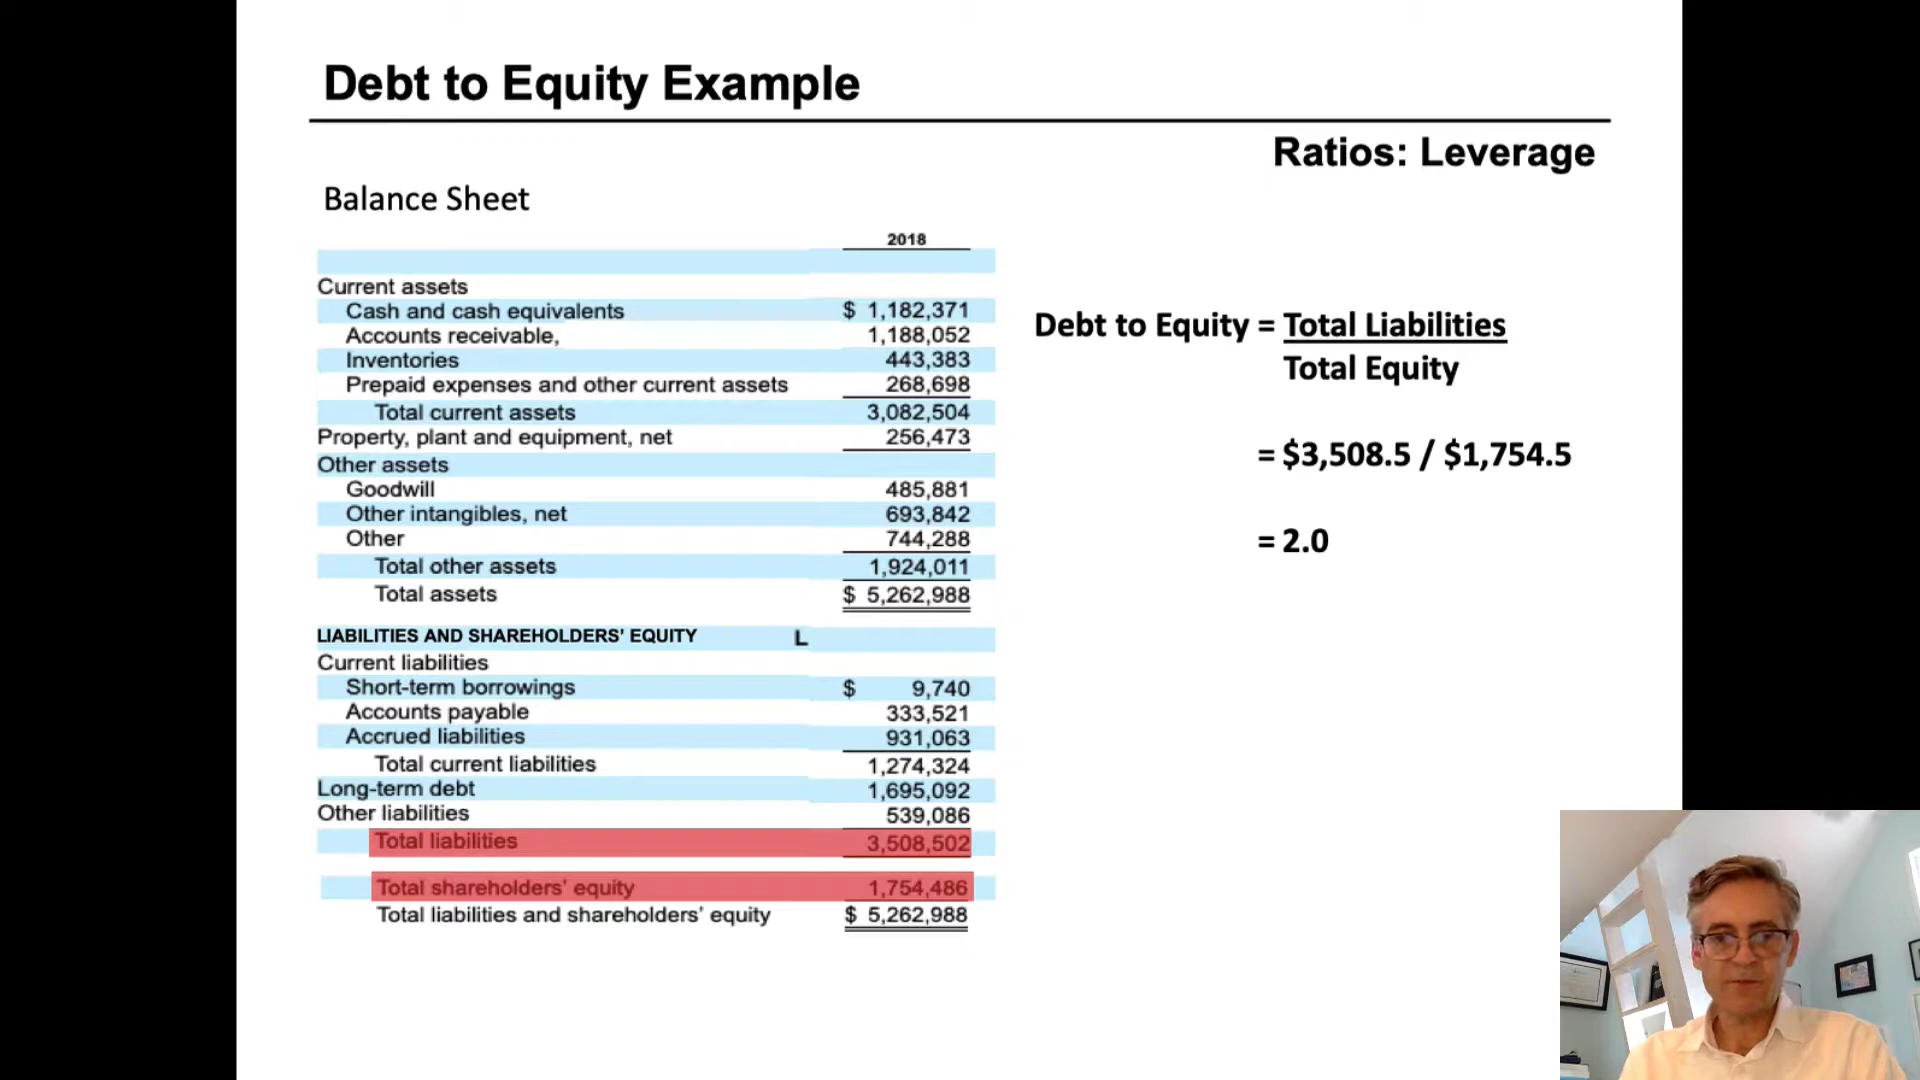 Debt to Equity Example
Ratios: Leverage
Balance Sheet
2018
Current assets
Cash and cash equivalents $ 1,182,371
Accounts receivable, 1,188,052
Inventories 443,383
Prepaid expenses and other current assets 268,698
Total current assets 3,082,504
Property, plant and equipment, net 256,473
Other assets
Goodwill 485,881
Other intangibles, net 693,842
Other 744,288
Total other assets 1,924,011
Total assets $ 5,262,988
LIABILITIES AND SHAREHOLDERS' EQUITY L
Current liabilities
Short-term borrowings $ 9,740
Accounts payable 333,521
Accrued liabilities 931,063
Total current liabilities 1,274,324
Long-term debt 1,695,092
Other liabilities 539,086
Total liabilities 3,508,502
Total shareholders' equity 1,754,486
Total liabilities and shareholders' equity $ 5,262,988
Debt to Equity = Total Liabilities
Total Equity
= $3,508.5 / $1,754.5
= 2.0